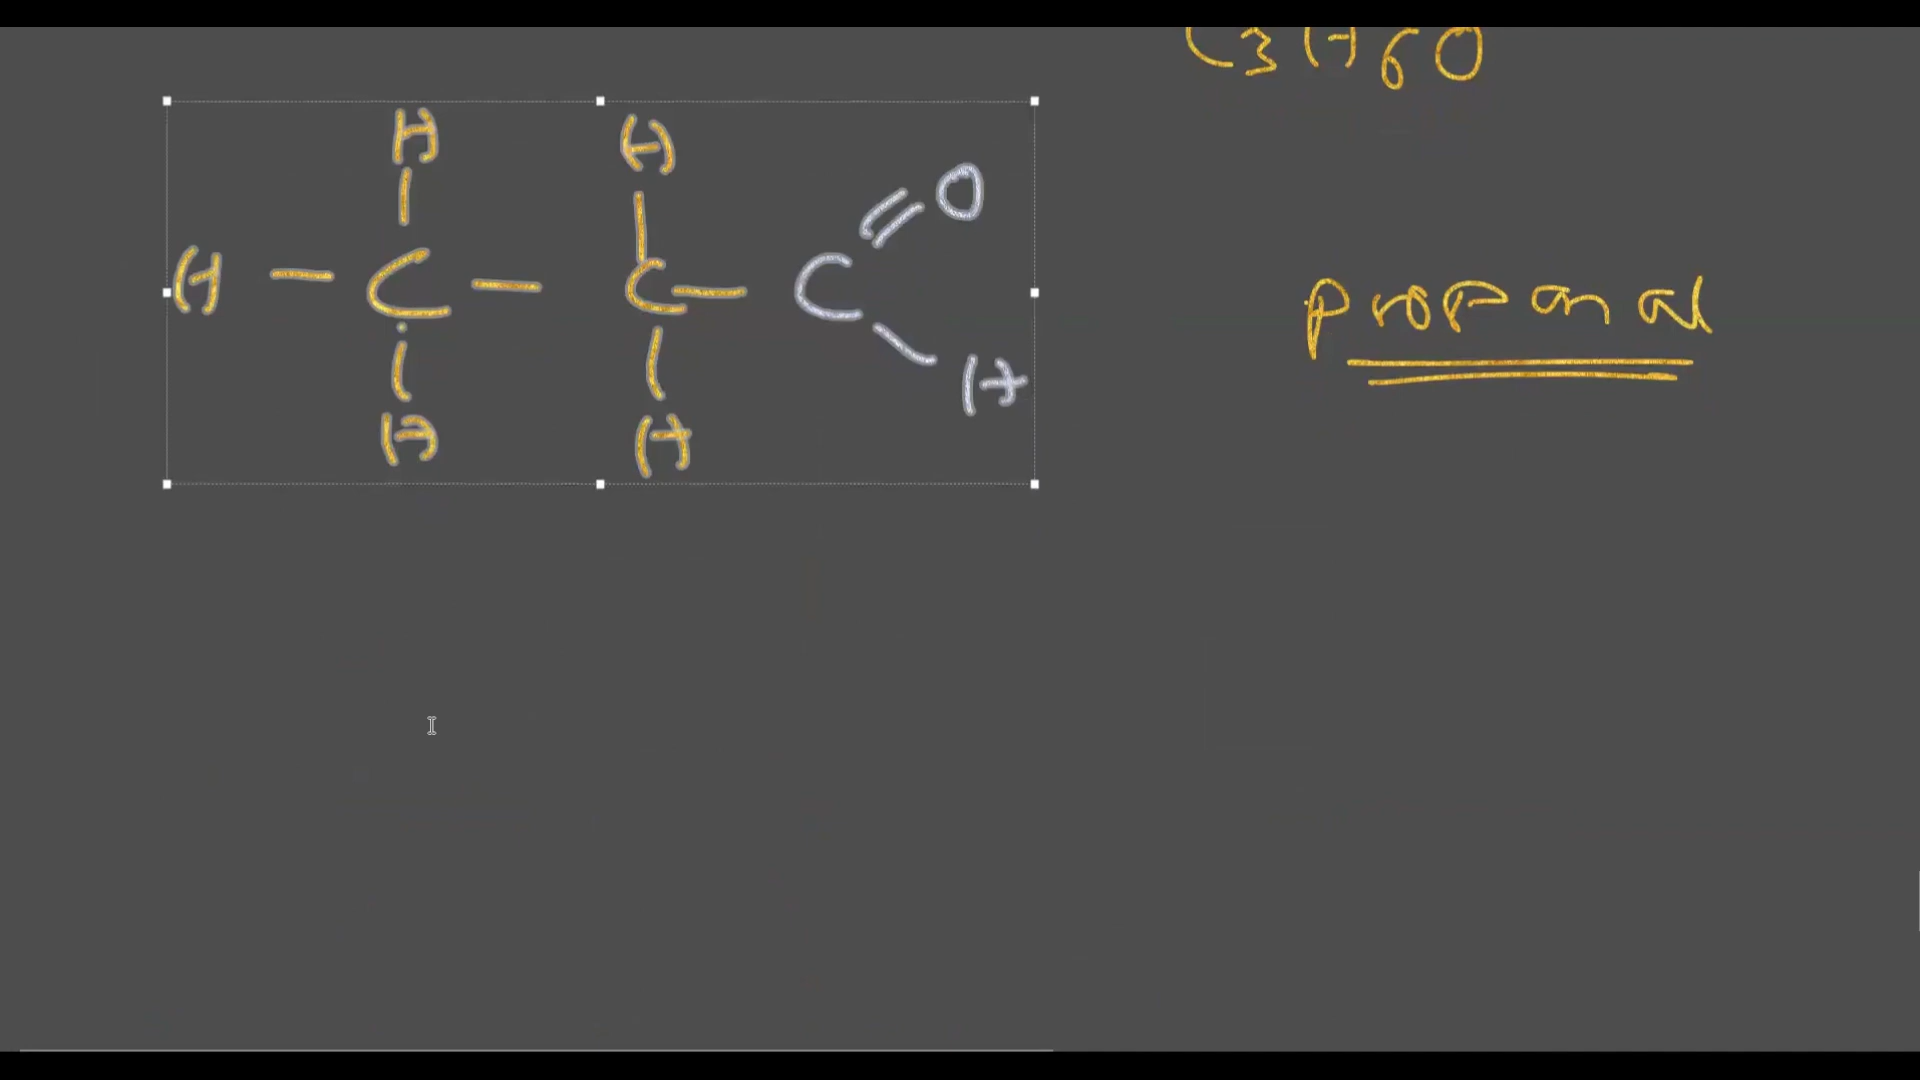 C3H6O
H H
O
H - C - C - C
H
H H
propanal